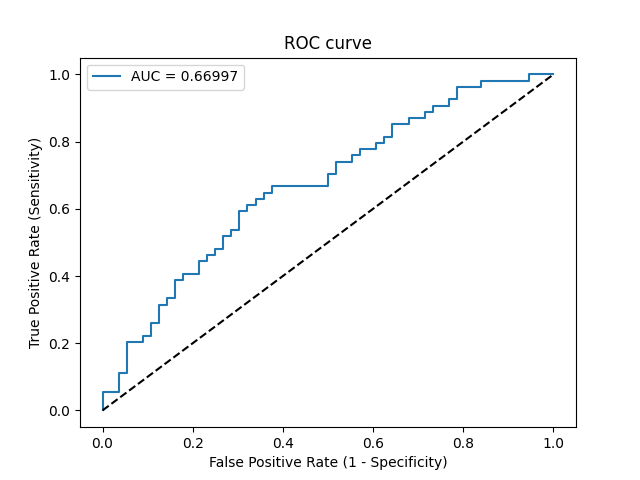 ROC curve
AUC = 0.66997
True Positive Rate (Sensitivity)
1.0
0.8
0.6
0.4
0.2
0.0
0.0 0.2 0.4 0.6 0.8 1.0
False Positive Rate (1 - Specificity)